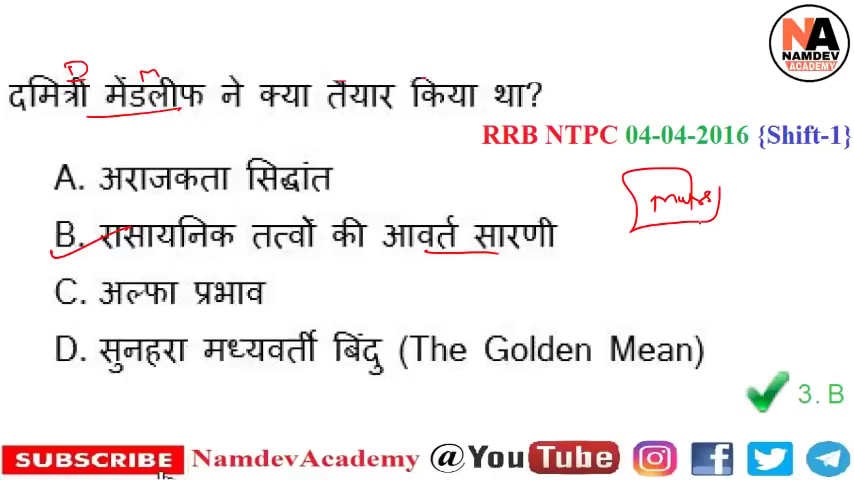 NA
NAMDEV
ACADEMY
D M
दमित्री मेंडलीफ ने क्या तैयार किया था?
RRB NTPC 04-04-2016 {Shift-1}
A. अराजकता सिद्धांत
B. रासायनिक तत्वों की आवर्त सारणी
C. अल्फा प्रभाव
D. सुनहरा मध्यवर्ती बिंदु (The Golden Mean)
3. B
SUBSCRIBE NamdevAcademy @YouTube